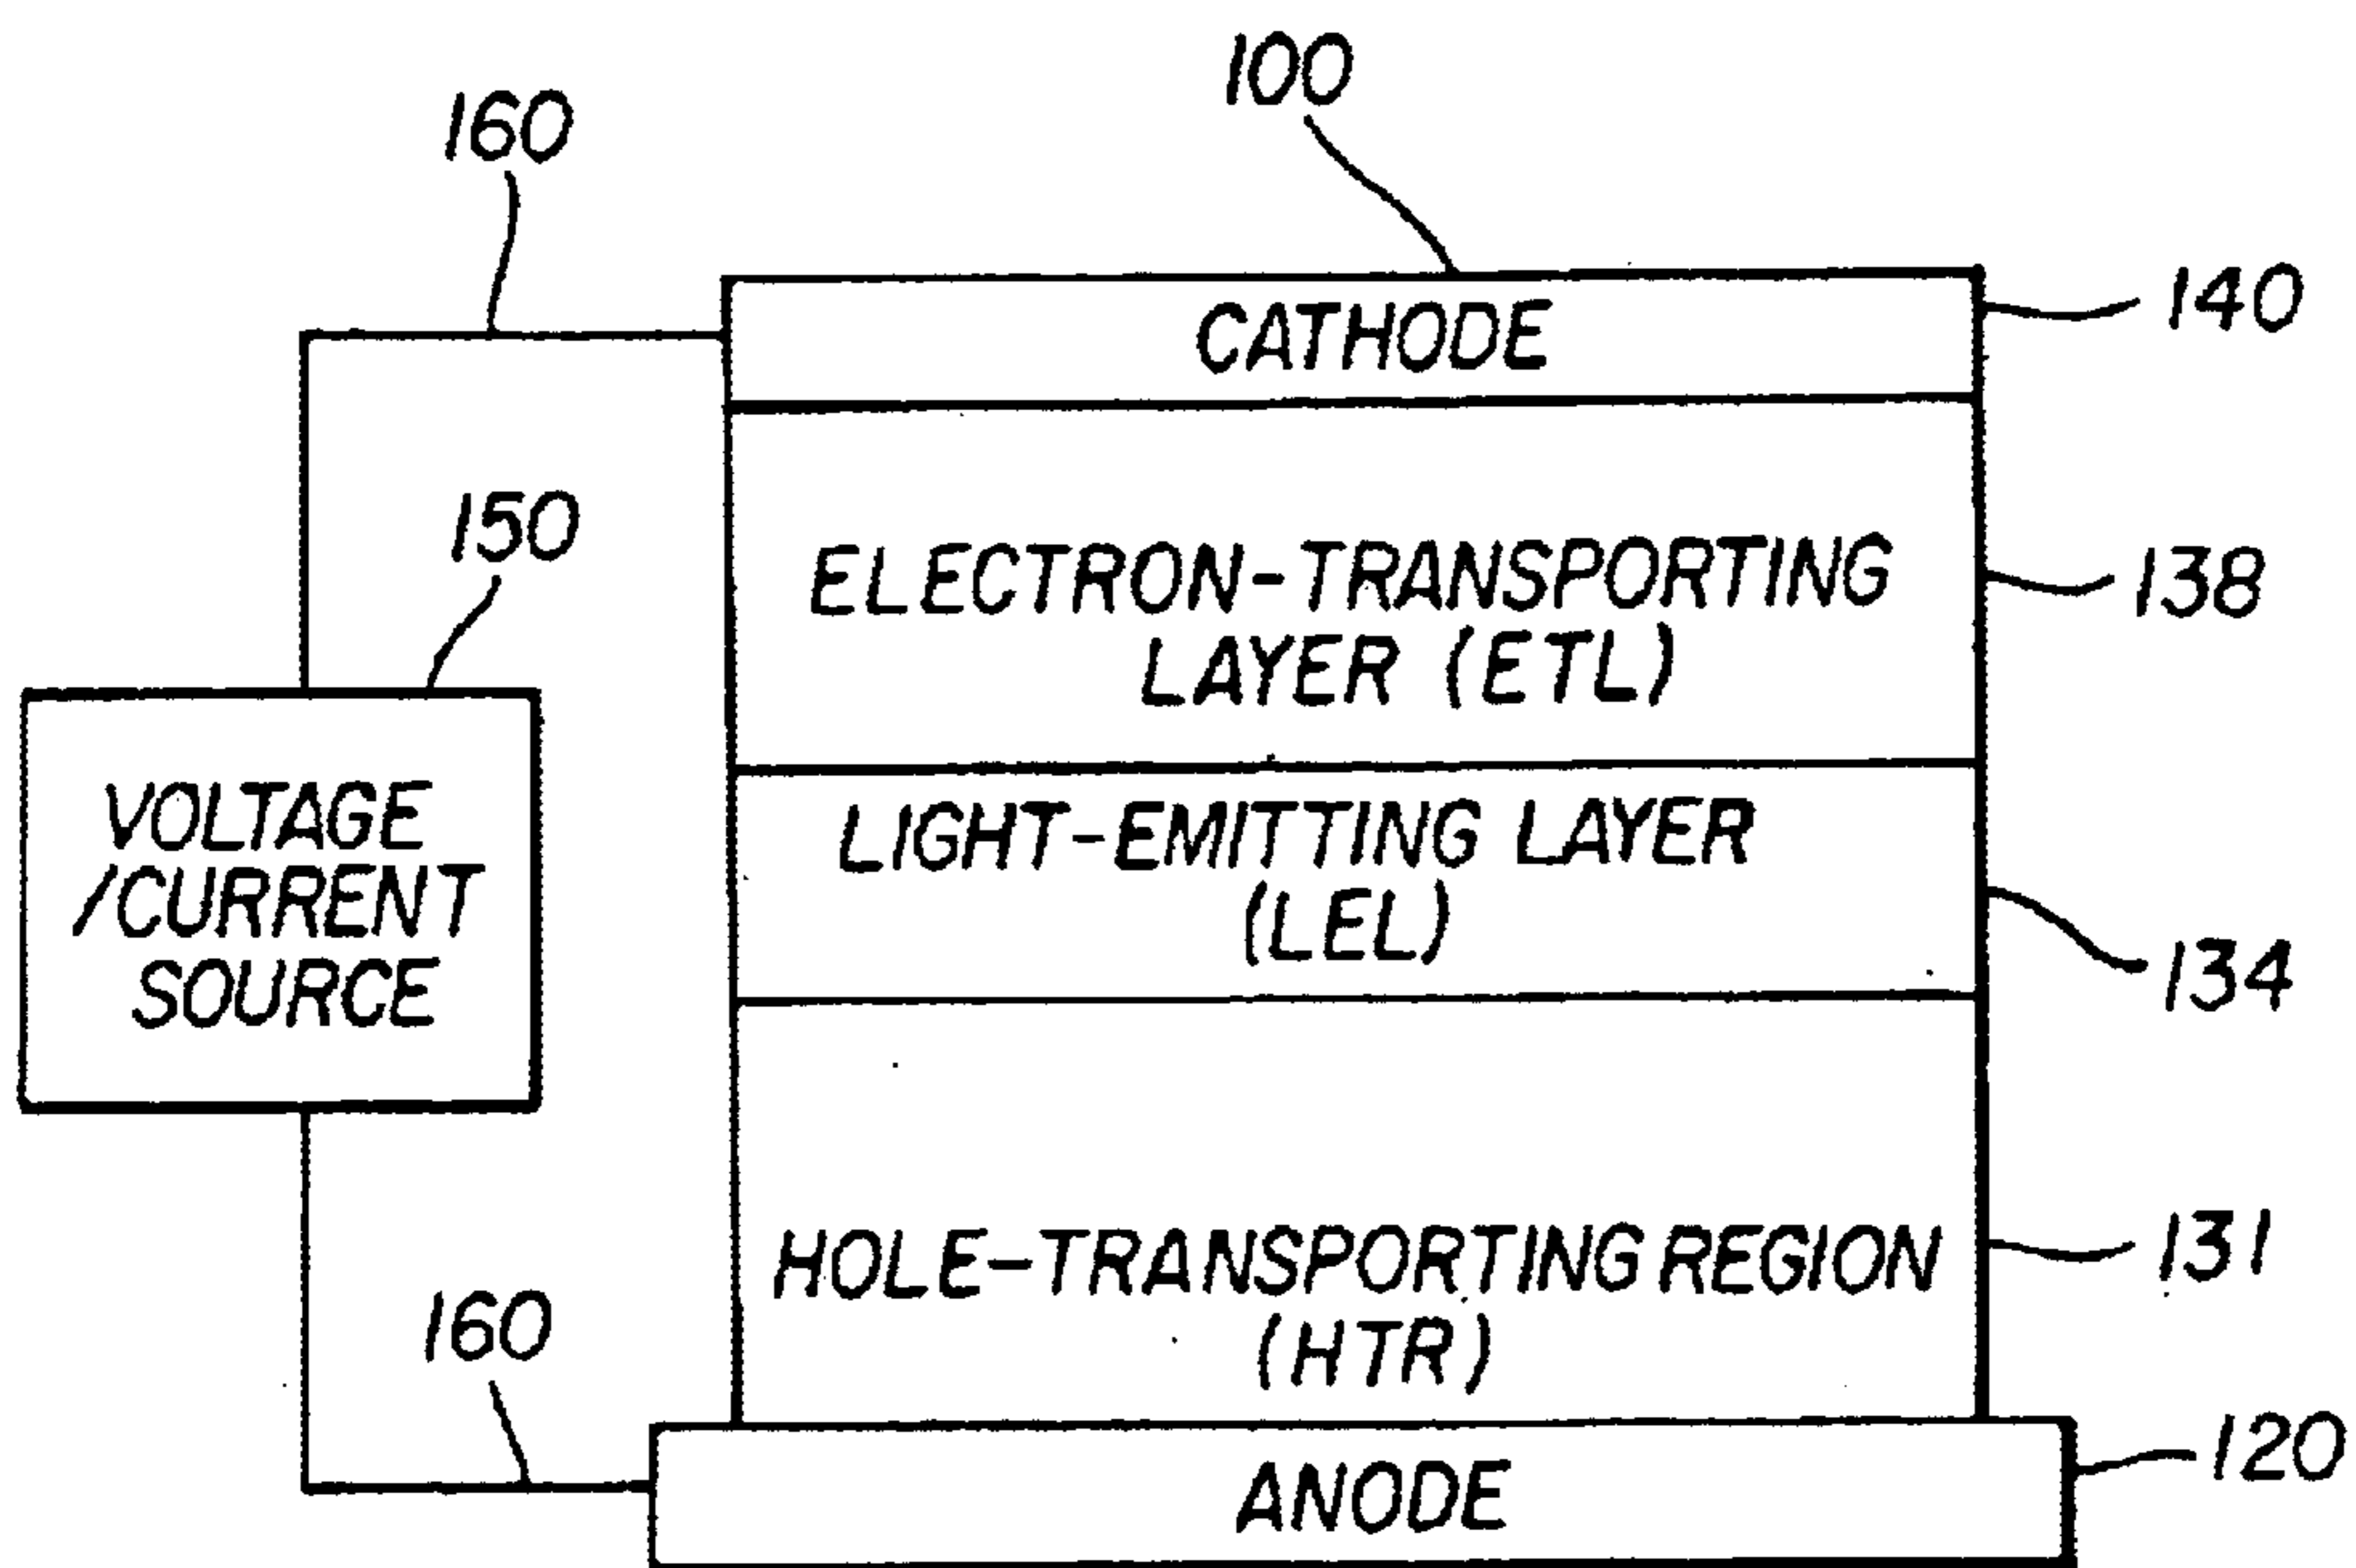 100
160
CATHODE
140
150
ELECTRON-TRANSPORTING
LAYER (ETL)
138
VOLTAGE
/CURRENT
SOURCE
LIGHT-EMITTING LAYER
(LEL)
134
HOLE-TRANSPORTING REGION
(HTR)
131
160
ANODE
120